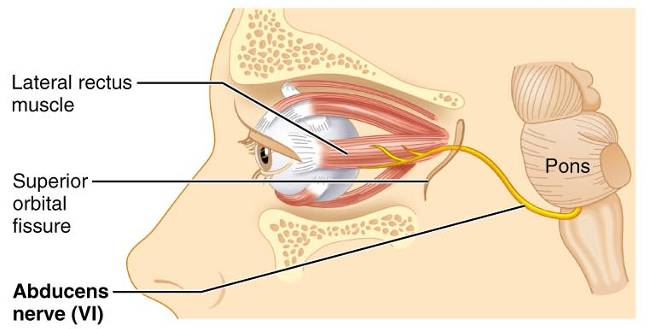 Lateral rectus
muscle
Superior
orbital
fissure
Abducens
nerve (VI)
Pons